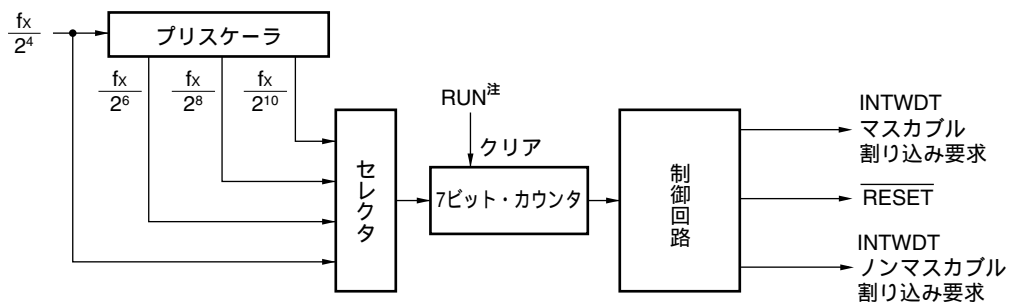 fx/2⁴
プリスケーラ
fx/2⁶
fx/2⁸
fx/2¹⁰
RUN注
クリア
セレクタ
7ビット・カウンタ
制御回路
INTWDT
マスカブル
割り込み要求
RESET
INTWDT
ノンマスカブル
割り込み要求